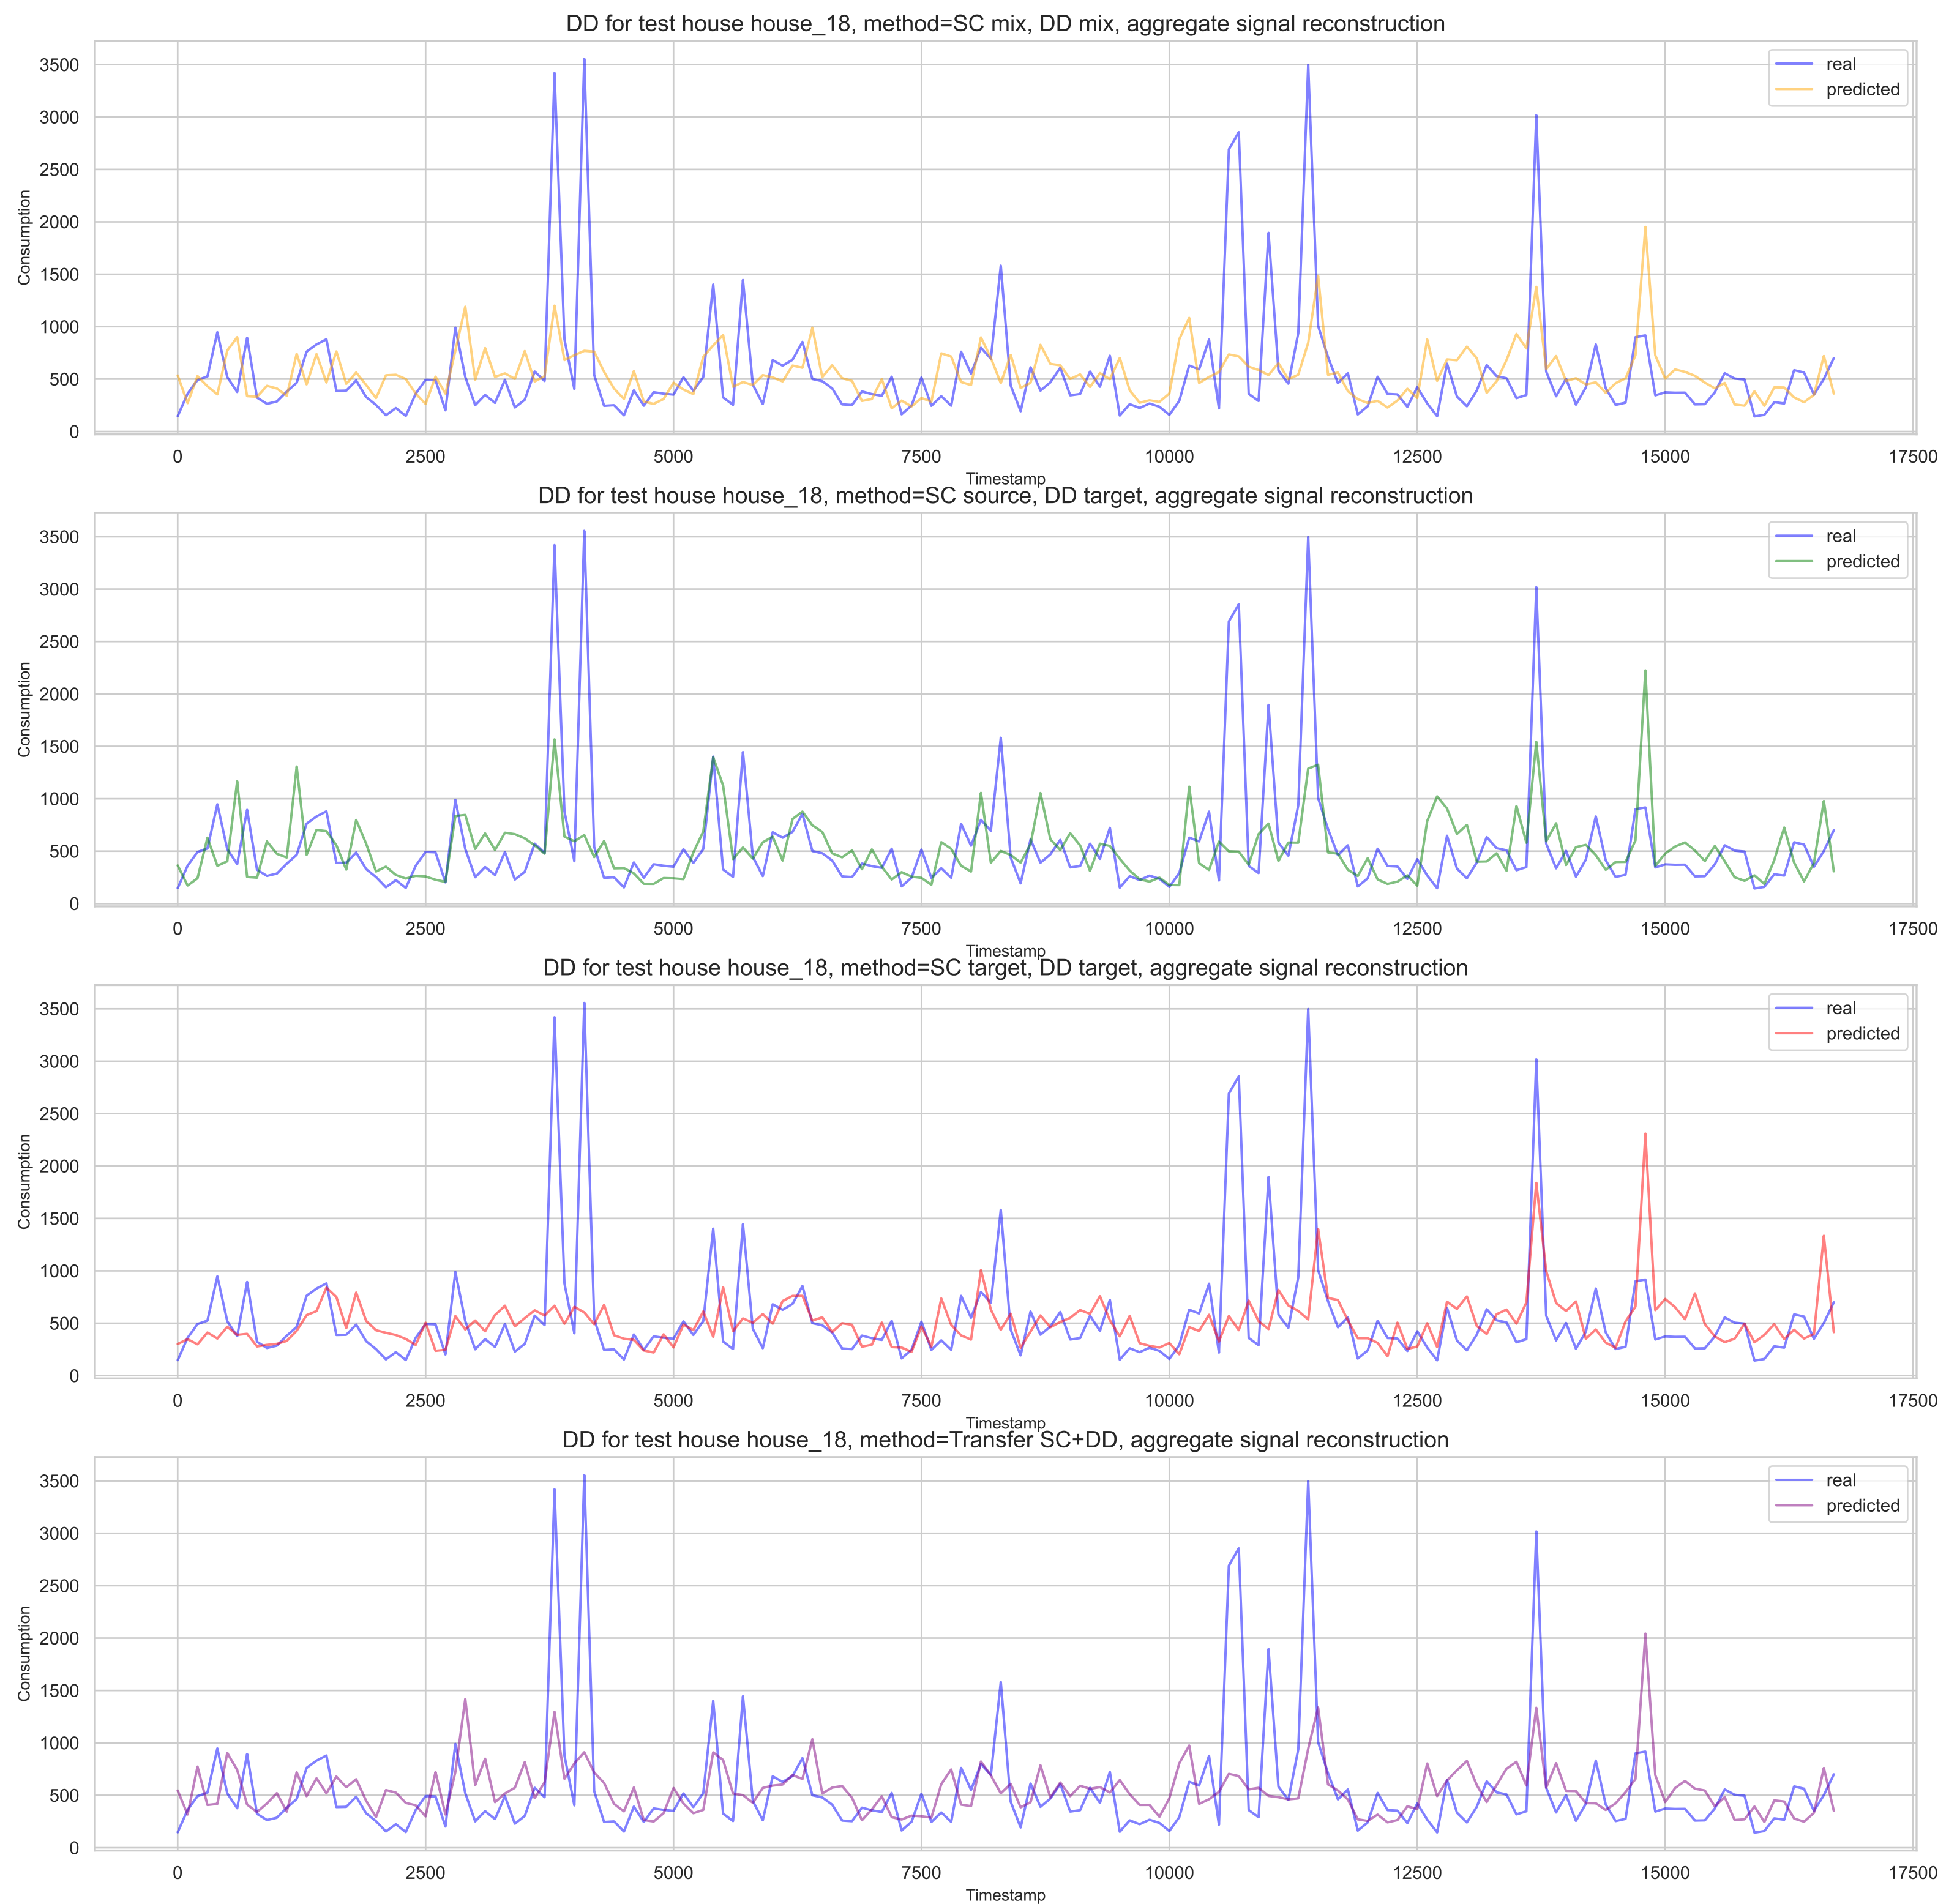 DD for test house house_18, method=SC mix, DD mix, aggregate signal reconstruction
3500
3000
2500
2000
1500
1000
500
0
Consumption
real
predicted
0 2500 5000 7500 10000 12500 15000 17500
Timestamp
DD for test house house_18, method=SC source, DD target, aggregate signal reconstruction
3500
3000
2500
2000
1500
1000
500
0
Consumption
real
predicted
0 2500 5000 7500 10000 12500 15000 17500
Timestamp
DD for test house house_18, method=SC target, DD target, aggregate signal reconstruction
3500
3000
2500
2000
1500
1000
500
0
Consumption
real
predicted
0 2500 5000 7500 10000 12500 15000 17500
Timestamp
DD for test house house_18, method=Transfer SC+DD, aggregate signal reconstruction
3500
3000
2500
2000
1500
1000
500
0
Consumption
real
predicted
0 2500 5000 7500 10000 12500 15000 17500
Timestamp